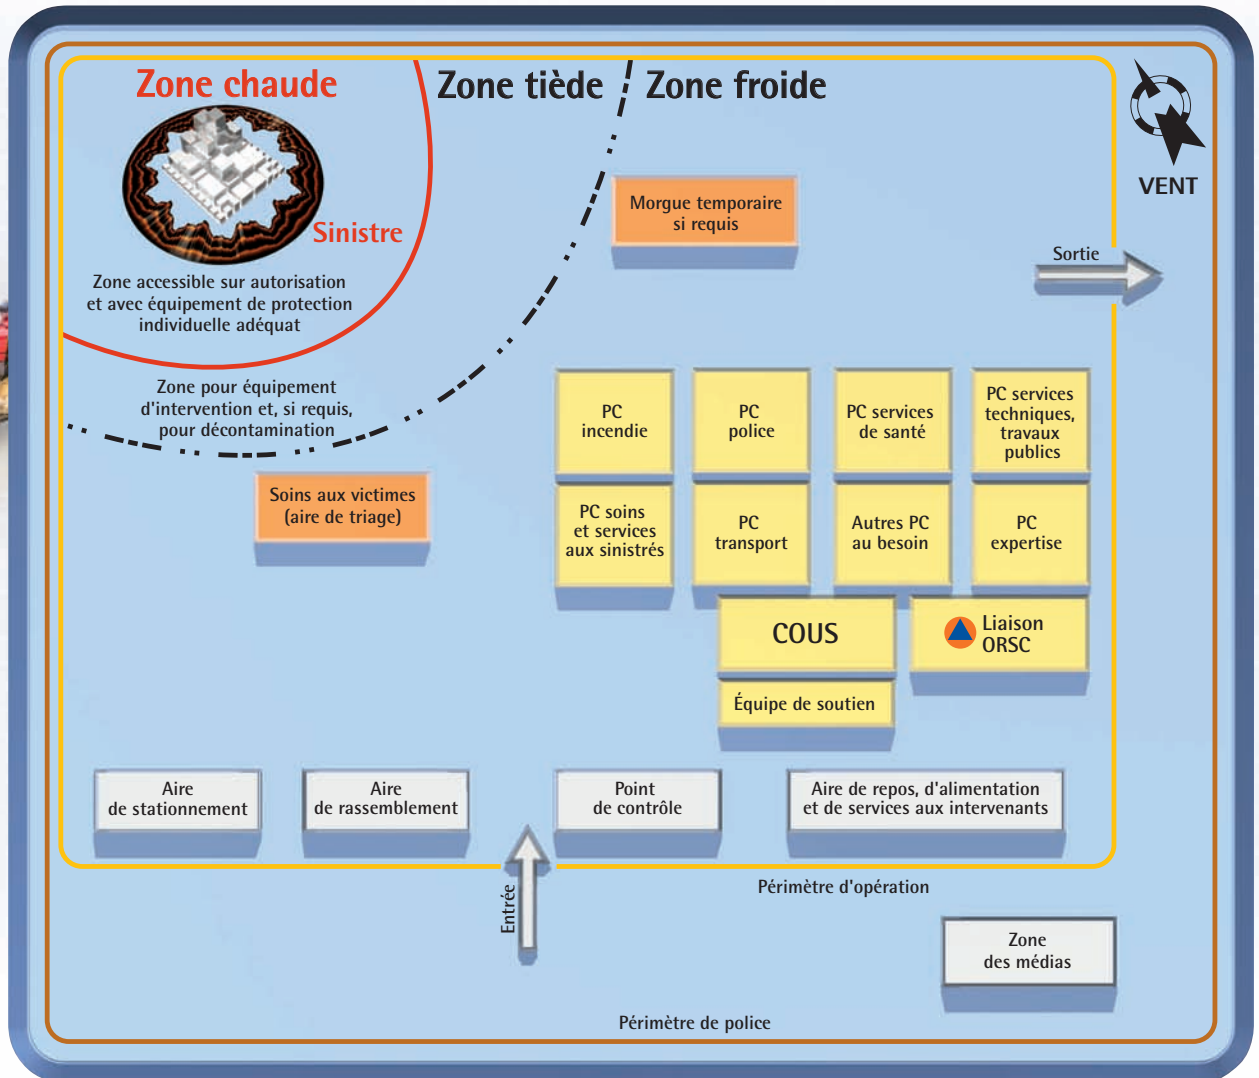 Zone chaude
Zone tiède
Zone froide
VENT
Sinistre
Zone accessible sur autorisation
et avec équipement de protection
individuelle adéquat
Morgue temporaire
si requis
Sortie
Zone pour équipement
d'intervention et, si requis,
pour décontamination
Soins aux victimes
(aire de triage)
PC
incendie
PC
police
PC services
de santé
PC services
techniques,
travaux
publics
PC soins
et services
aux sinistrés
PC
transport
Autres PC
au besoin
PC
expertise
COUS
Liaison
ORSC
Équipe de soutien
Aire
de stationnement
Aire
de rassemblement
Point
de contrôle
Aire de repos, d'alimentation
et de services aux intervenants
Entrée
Périmètre d'opération
Zone
des médias
Périmètre de police